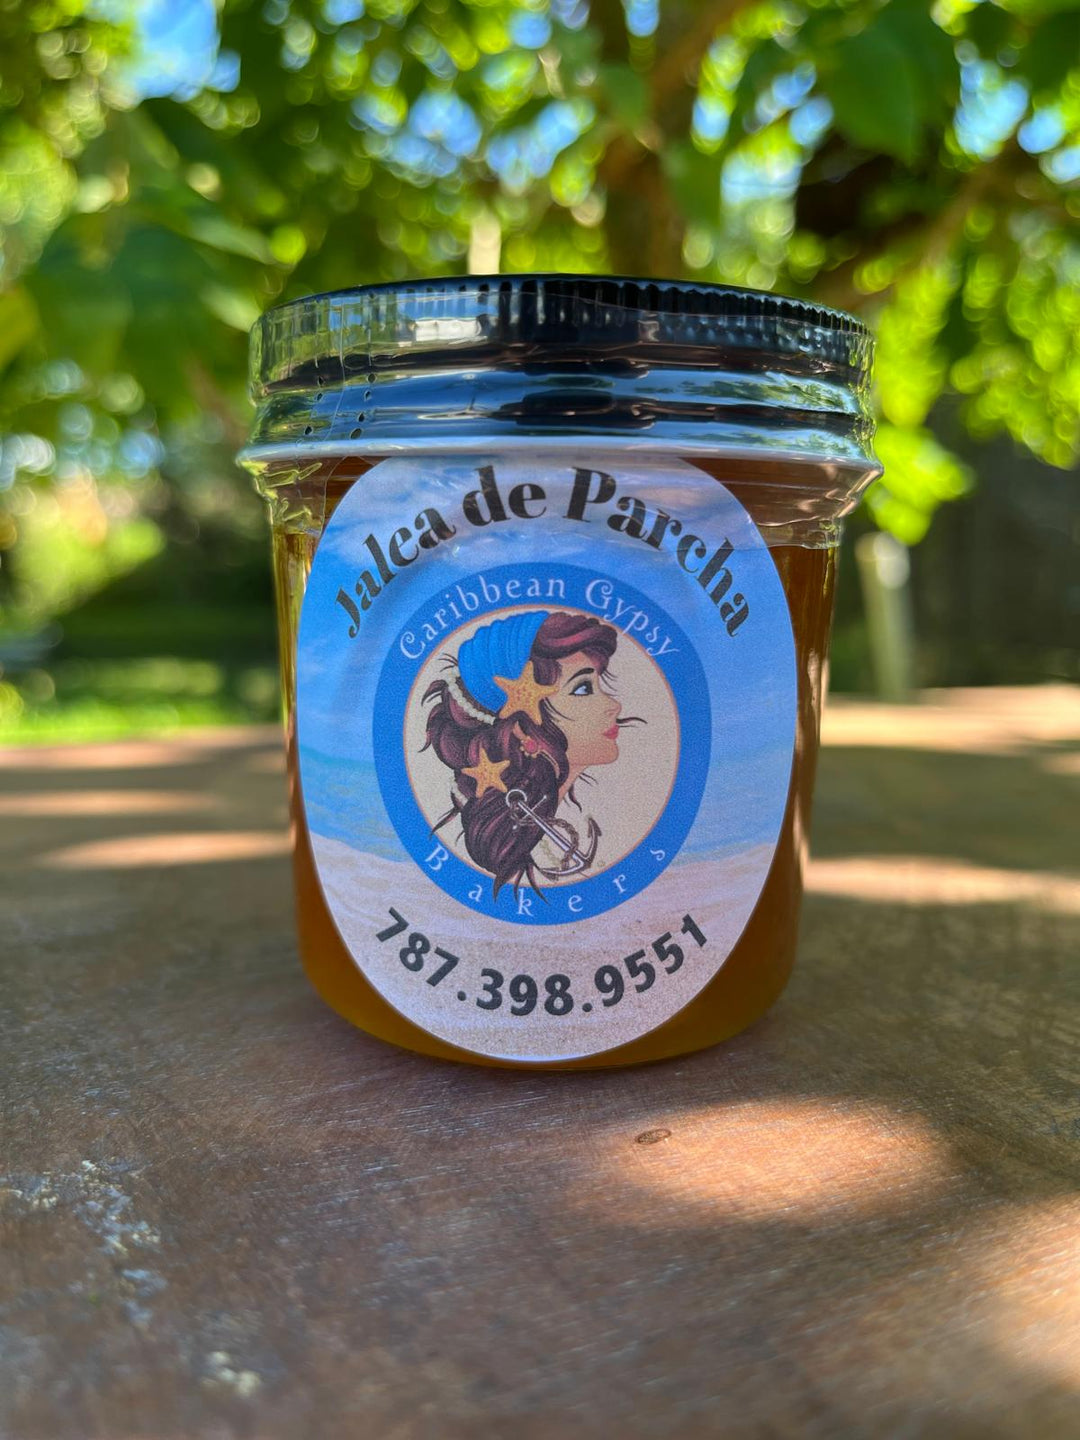 Jalea de Parcha
Caribbean Gypsy
Bakers
787.398.9551